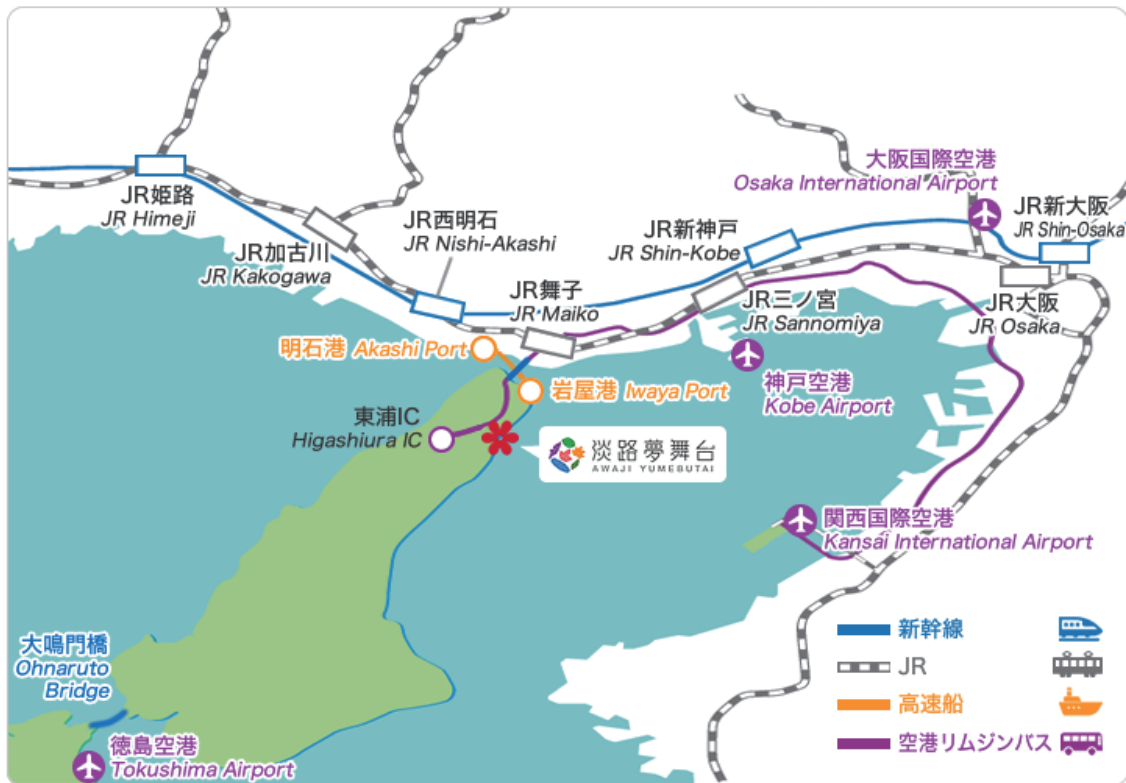 大阪国際空港
Osaka International Airport
JR姫路
JR Himeji
JR西明石
JR Nishi-Akashi
JR新神戸
JR Shin-Kobe
JR新大阪
JR Shin-Osaka
JR加古川
JR Kakogawa
JR舞子
JR Maiko
JR三ノ宮
JR Sannomiya
JR大阪
JR Osaka
明石港 Akashi Port
岩屋港 Iwaya Port
神戸空港
Kobe Airport
東浦IC
Higashiura IC
淡路夢舞台
AWAJI YUMEBUTAI
関西国際空港
Kansai International Airport
大鳴門橋
Ohnaruto
Bridge
徳島空港
Tokushima Airport
新幹線
JR
高速船
空港リムジンバス